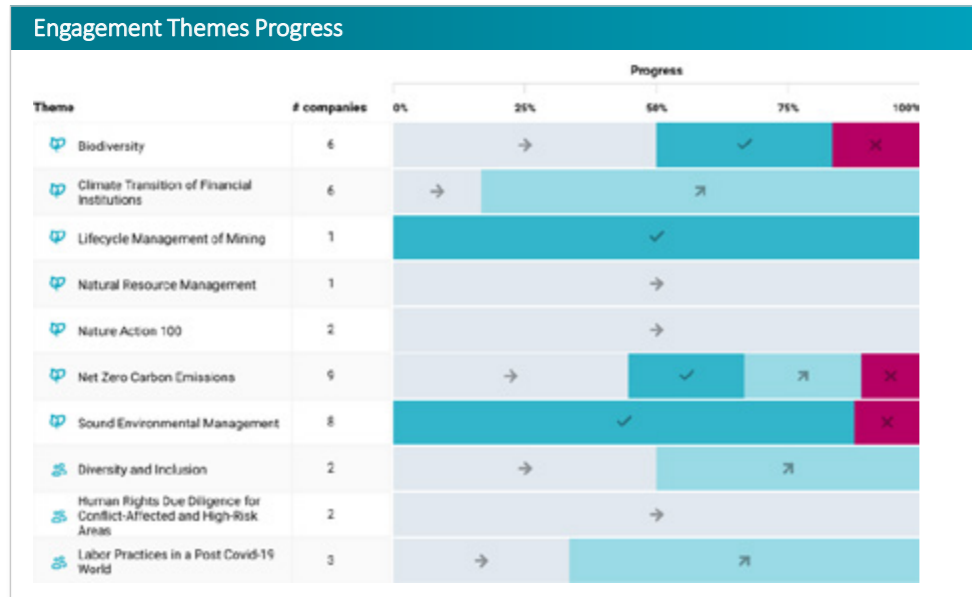 Engagement Themes Progress
Progress
Theme # companies 0% 25% 50% 75% 100%
Biodiversity 6
Climate Transition of Financial
Institutions 6
Lifecycle Management of Mining 1
Natural Resource Management 1
Nature Action 100 2
Net Zero Carbon Emissions 9
Sound Environmental Management 8
Diversity and Inclusion 2
Human Rights Due Diligence for
Conflict-Affected and High-Risk 2
Areas
Labor Practices in a Post Covid-19
World 3